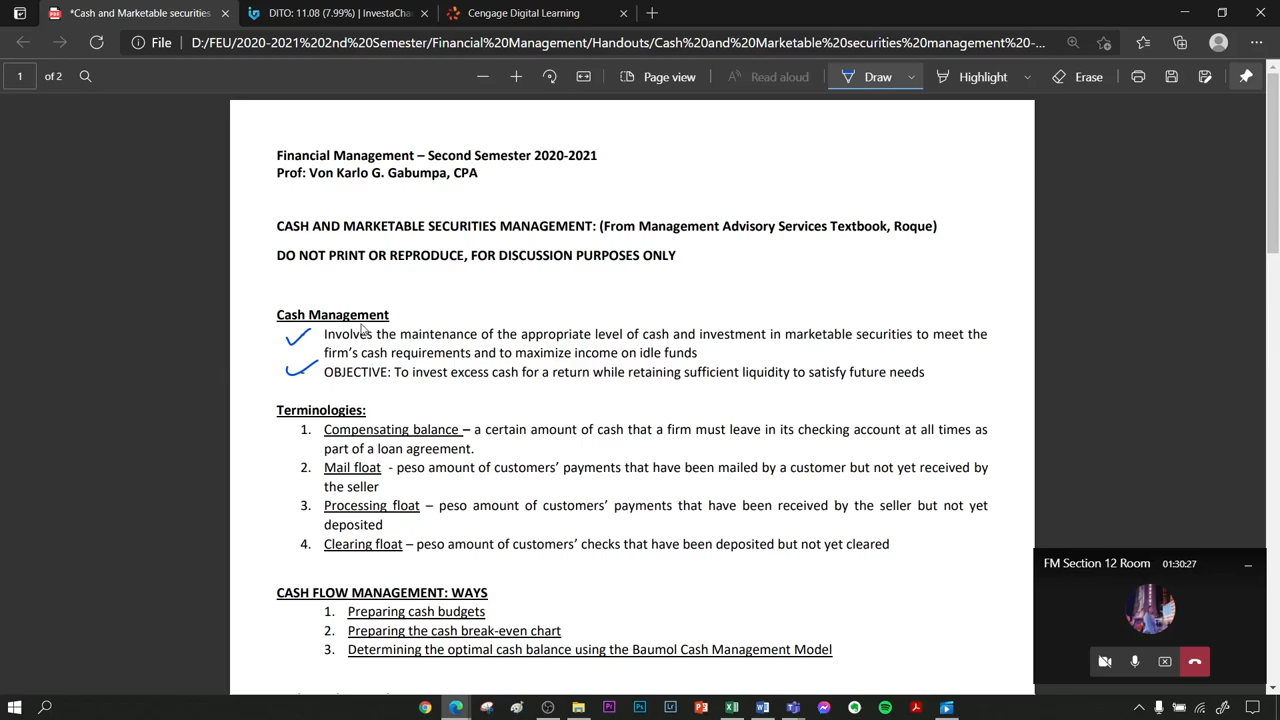 *Cash and Marketable securities
DITO: 11.08 (7.99%) | InvestaCha
Cengage Digital Learning
File
D:/FEU/2020-2021%202nd%20Semester/Financial%20Management/Handouts/Cash%20and%20Marketable%20securities%20management%20-...
1
of 2
Page view
Read aloud
Draw
Highlight
Erase
Financial Management – Second Semester 2020-2021
Prof: Von Karlo G. Gabumpa, CPA
CASH AND MARKETABLE SECURITIES MANAGEMENT: (From Management Advisory Services Textbook, Roque)
DO NOT PRINT OR REPRODUCE, FOR DISCUSSION PURPOSES ONLY
Cash Management
Involves the maintenance of the appropriate level of cash and investment in marketable securities to meet the
firm's cash requirements and to maximize income on idle funds
OBJECTIVE: To invest excess cash for a return while retaining sufficient liquidity to satisfy future needs
Terminologies:
1. Compensating balance – a certain amount of cash that a firm must leave in its checking account at all times as
part of a loan agreement.
2. Mail float - peso amount of customers' payments that have been mailed by a customer but not yet received by
the seller
3. Processing float – peso amount of customers' payments that have been received by the seller but not yet
deposited
4. Clearing float – peso amount of customers' checks that have been deposited but not yet cleared
CASH FLOW MANAGEMENT: WAYS
1. Preparing cash budgets
2. Preparing the cash break-even chart
3. Determining the optimal cash balance using the Baumol Cash Management Model
FM Section 12 Room
01:30:27